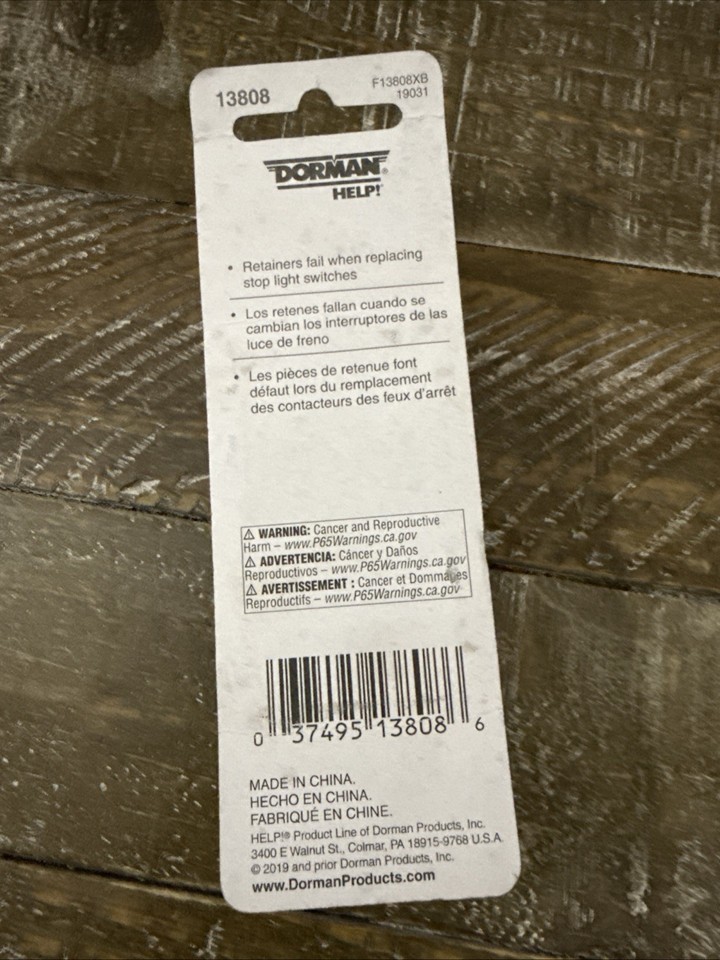 13808
F13808XB
19031
DORMAN®
HELP!®
• Retainers fail when replacing
stop light switches
• Los retenes fallan cuando se
cambian los interruptores de las
luce de freno
• Les pièces de retenue font
défaut lors du remplacement
des contacteurs des feux d'arrêt
⚠ WARNING: Cancer and Reproductive
Harm – www.P65Warnings.ca.gov
⚠ ADVERTENCIA: Cáncer y Daños
Reproductivos – www.P65Warnings.ca.gov
⚠ AVERTISSEMENT : Cancer et Dommages
Reproductifs – www.P65Warnings.ca.gov
0 37495 13808 6
MADE IN CHINA.
HECHO EN CHINA.
FABRIQUÉ EN CHINE.
HELP!® Product Line of Dorman Products, Inc.
3400 E Walnut St., Colmar, PA 18915-9768 U.S.A.
© 2019 and prior Dorman Products, Inc.
www.DormanProducts.com